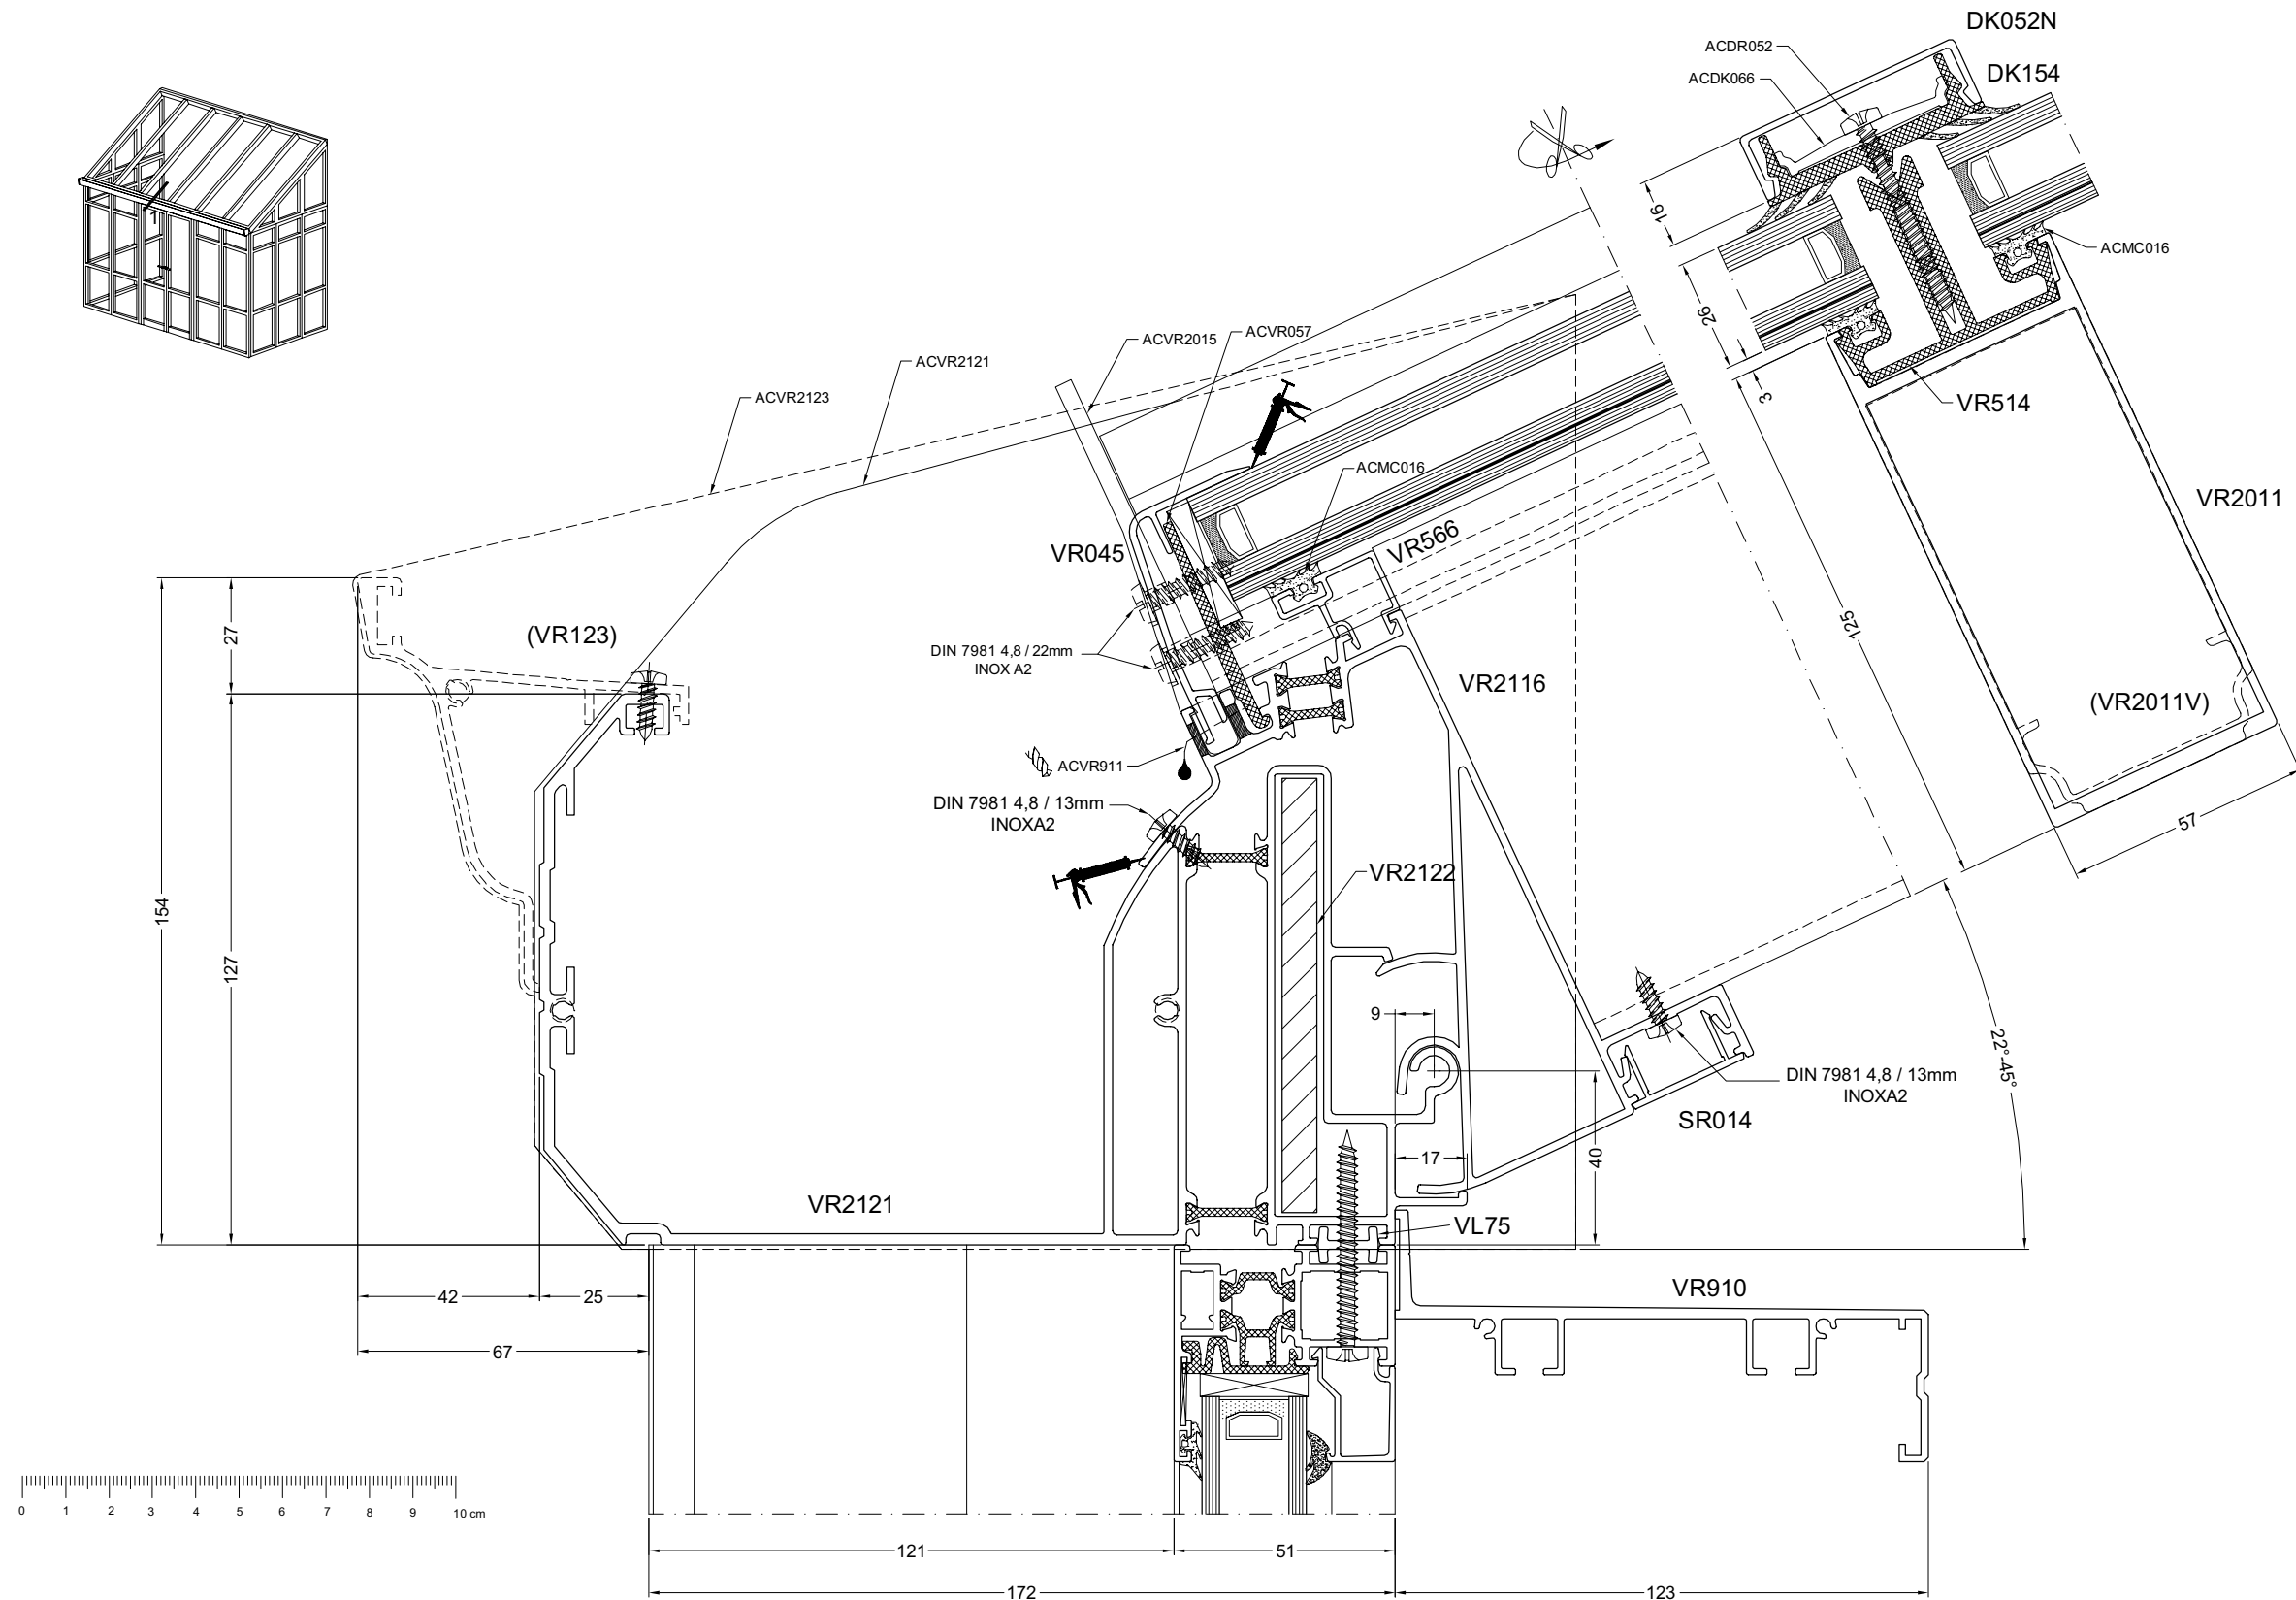 DK052N
ACDR052
DK154
ACDK066
16
ACMC016
26
3
ACVR2015
ACVR057
ACVR2121
ACVR2123
VR514
ACMC016
VR2011
VR566
VR045
27
(VR123)
125
DIN 7981 4,8 / 22mm
INOX A2
VR2116
(VR2011V)
ACVR911
DIN 7981 4,8 / 13mm
INOXA2
57
VR2122
154
127
9
22°-45°
DIN 7981 4,8 / 13mm
INOXA2
SR014
40
17
VR2121
VL75
VR910
42
25
67
0 1 2 3 4 5 6 7 8 9 10 cm
121
51
172
123
1